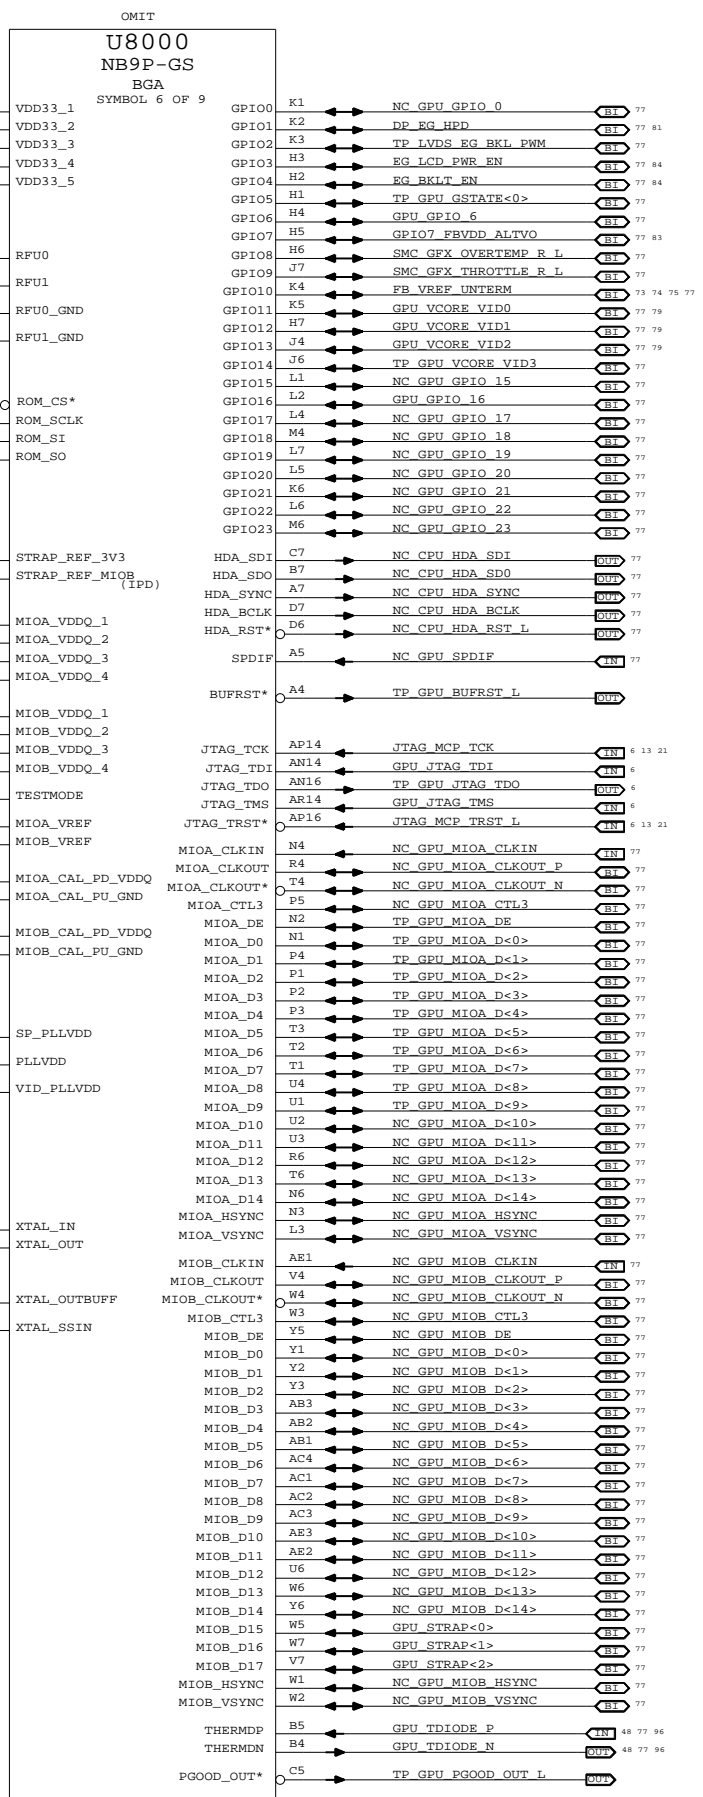 OMIT
U8000
NB9P-GS
BGA
SYMBOL 6 OF 9
VDD33_1 GPIO0 K1 NC_GPU_GPIO_0 BI 77
VDD33_2 GPIO1 K2 DP_EG_HPD BI 77 81
VDD33_3 GPIO2 K3 TP_LVDS_EG_BKL_PWM BI 77
VDD33_4 GPIO3 H3 EG_LCD_PWR_EN BI 77 84
VDD33_5 GPIO4 H2 EG_BKLT_EN BI 77 84
GPIO5 H1 TP_GPU_GSTATE<0> BI 77
GPIO6 H4 GPU_GPIO_6 BI 77
GPIO7 H5 GPIO7_FBVDD_ALTVO BI 77 83
RFU0 GPIO8 H6 SMC_GFX_OVERTEMP_R_L BI 77
GPIO9 J7 SMC_GFX_THROTTLE_R_L BI 77
RFU1 GPIO10 K4 FB_VREF_UNTERM BI 73 74 75 77
RFU0_GND GPIO11 K5 GPU_VCORE_VID0 BI 77 79
GPIO12 H7 GPU_VCORE_VID1 BI 77 79
RFU1_GND GPIO13 J4 GPU_VCORE_VID2 BI 77 79
GPIO14 J6 TP_GPU_VCORE_VID3 BI 77
GPIO15 L1 NC_GPU_GPIO_15 BI 77
ROM_CS* GPIO16 L2 GPU_GPIO_16 BI 77
ROM_SCLK GPIO17 L4 NC_GPU_GPIO_17 BI 77
ROM_SI GPIO18 M4 NC_GPU_GPIO_18 BI 77
ROM_SO GPIO19 L7 NC_GPU_GPIO_19 BI 77
GPIO20 L5 NC_GPU_GPIO_20 BI 77
GPIO21 K6 NC_GPU_GPIO_21 BI 77
GPIO22 L6 NC_GPU_GPIO_22 BI 77
GPIO23 M6 NC_GPU_GPIO_23 BI 77
STRAP_REF_3V3 HDA_SDI C7 NC_CPU_HDA_SDI OUT 77
STRAP_REF_MIOB HDA_SDO B7 NC_CPU_HDA_SD0 OUT 77
(IPD)
HDA_SYNC A7 NC_CPU_HDA_SYNC OUT 77
MIOA_VDDQ_1 HDA_BCLK D7 NC_CPU_HDA_BCLK OUT 77
MIOA_VDDQ_2 HDA_RST* D6 NC_CPU_HDA_RST_L OUT 77
MIOA_VDDQ_3 SPDIF A5 NC_GPU_SPDIF IN 77
MIOA_VDDQ_4
BUFRST* A4 TP_GPU_BUFRST_L OUT
MIOB_VDDQ_1
MIOB_VDDQ_2
MIOB_VDDQ_3 JTAG_TCK AP14 JTAG_MCP_TCK IN 6 13 21
MIOB_VDDQ_4 JTAG_TDI AN14 GPU_JTAG_TDI IN 6
TESTMODE JTAG_TDO AN16 TP_GPU_JTAG_TDO OUT 6
JTAG_TMS AR14 GPU_JTAG_TMS IN 6
MIOA_VREF JTAG_TRST* AP16 JTAG_MCP_TRST_L IN 6 13 21
MIOB_VREF MIOA_CLKIN N4 NC_GPU_MIOA_CLKIN IN 77
MIOA_CLKOUT R4 NC_GPU_MIOA_CLKOUT_P BI 77
MIOA_CAL_PD_VDDQ MIOA_CLKOUT* T4 NC_GPU_MIOA_CLKOUT_N BI 77
MIOA_CAL_PU_GND MIOA_CTL3 P5 NC_GPU_MIOA_CTL3 BI 77
MIOB_CAL_PD_VDDQ MIOA_DE N2 TP_GPU_MIOA_DE BI 77
MIOB_CAL_PU_GND MIOA_D0 N1 TP_GPU_MIOA_D<0> BI 77
MIOA_D1 P4 TP_GPU_MIOA_D<1> BI 77
MIOA_D2 P1 TP_GPU_MIOA_D<2> BI 77
MIOA_D3 P2 TP_GPU_MIOA_D<3> BI 77
MIOA_D4 P3 TP_GPU_MIOA_D<4> BI 77
SP_PLLVDD MIOA_D5 T3 TP_GPU_MIOA_D<5> BI 77
MIOA_D6 T2 TP_GPU_MIOA_D<6> BI 77
PLLVDD MIOA_D7 T1 TP_GPU_MIOA_D<7> BI 77
VID_PLLVDD MIOA_D8 U4 TP_GPU_MIOA_D<8> BI 77
MIOA_D9 U1 TP_GPU_MIOA_D<9> BI 77
MIOA_D10 U2 NC_GPU_MIOA_D<10> BI 77
MIOA_D11 U3 NC_GPU_MIOA_D<11> BI 77
MIOA_D12 R6 NC_GPU_MIOA_D<12> BI 77
MIOA_D13 T6 NC_GPU_MIOA_D<13> BI 77
MIOA_D14 N6 NC_GPU_MIOA_D<14> BI 77
MIOA_HSYNC N3 NC_GPU_MIOA_HSYNC BI 77
XTAL_IN MIOA_VSYNC L3 NC_GPU_MIOA_VSYNC BI 77
XTAL_OUT
MIOB_CLKIN AE1 NC_GPU_MIOB_CLKIN IN 77
MIOB_CLKOUT V4 NC_GPU_MIOB_CLKOUT_P BI 77
XTAL_OUTBUFF MIOB_CLKOUT* W4 NC_GPU_MIOB_CLKOUT_N BI 77
MIOB_CTL3 W3 NC_GPU_MIOB_CTL3 BI 77
XTAL_SSIN MIOB_DE Y5 NC_GPU_MIOB_DE BI 77
MIOB_D0 Y1 NC_GPU_MIOB_D<0> BI 77
MIOB_D1 Y2 NC_GPU_MIOB_D<1> BI 77
MIOB_D2 Y3 NC_GPU_MIOB_D<2> BI 77
MIOB_D3 AB3 NC_GPU_MIOB_D<3> BI 77
MIOB_D4 AB2 NC_GPU_MIOB_D<4> BI 77
MIOB_D5 AB1 NC_GPU_MIOB_D<5> BI 77
MIOB_D6 AC4 NC_GPU_MIOB_D<6> BI 77
MIOB_D7 AC1 NC_GPU_MIOB_D<7> BI 77
MIOB_D8 AC2 NC_GPU_MIOB_D<8> BI 77
MIOB_D9 AC3 NC_GPU_MIOB_D<9> BI 77
MIOB_D10 AE3 NC_GPU_MIOB_D<10> BI 77
MIOB_D11 AE2 NC_GPU_MIOB_D<11> BI 77
MIOB_D12 U6 NC_GPU_MIOB_D<12> BI 77
MIOB_D13 W6 NC_GPU_MIOB_D<13> BI 77
MIOB_D14 Y6 NC_GPU_MIOB_D<14> BI 77
MIOB_D15 W5 GPU_STRAP<0> BI 77
MIOB_D16 W7 GPU_STRAP<1> BI 77
MIOB_D17 V7 GPU_STRAP<2> BI 77
MIOB_HSYNC W1 NC_GPU_MIOB_HSYNC BI 77
MIOB_VSYNC W2 NC_GPU_MIOB_VSYNC BI 77
THERMDP B5 GPU_TDIODE_P IN 48 77 96
THERMDN B4 GPU_TDIODE_N OUT 48 77 96
PGOOD_OUT* C5 TP_GPU_PGOOD_OUT_L OUT